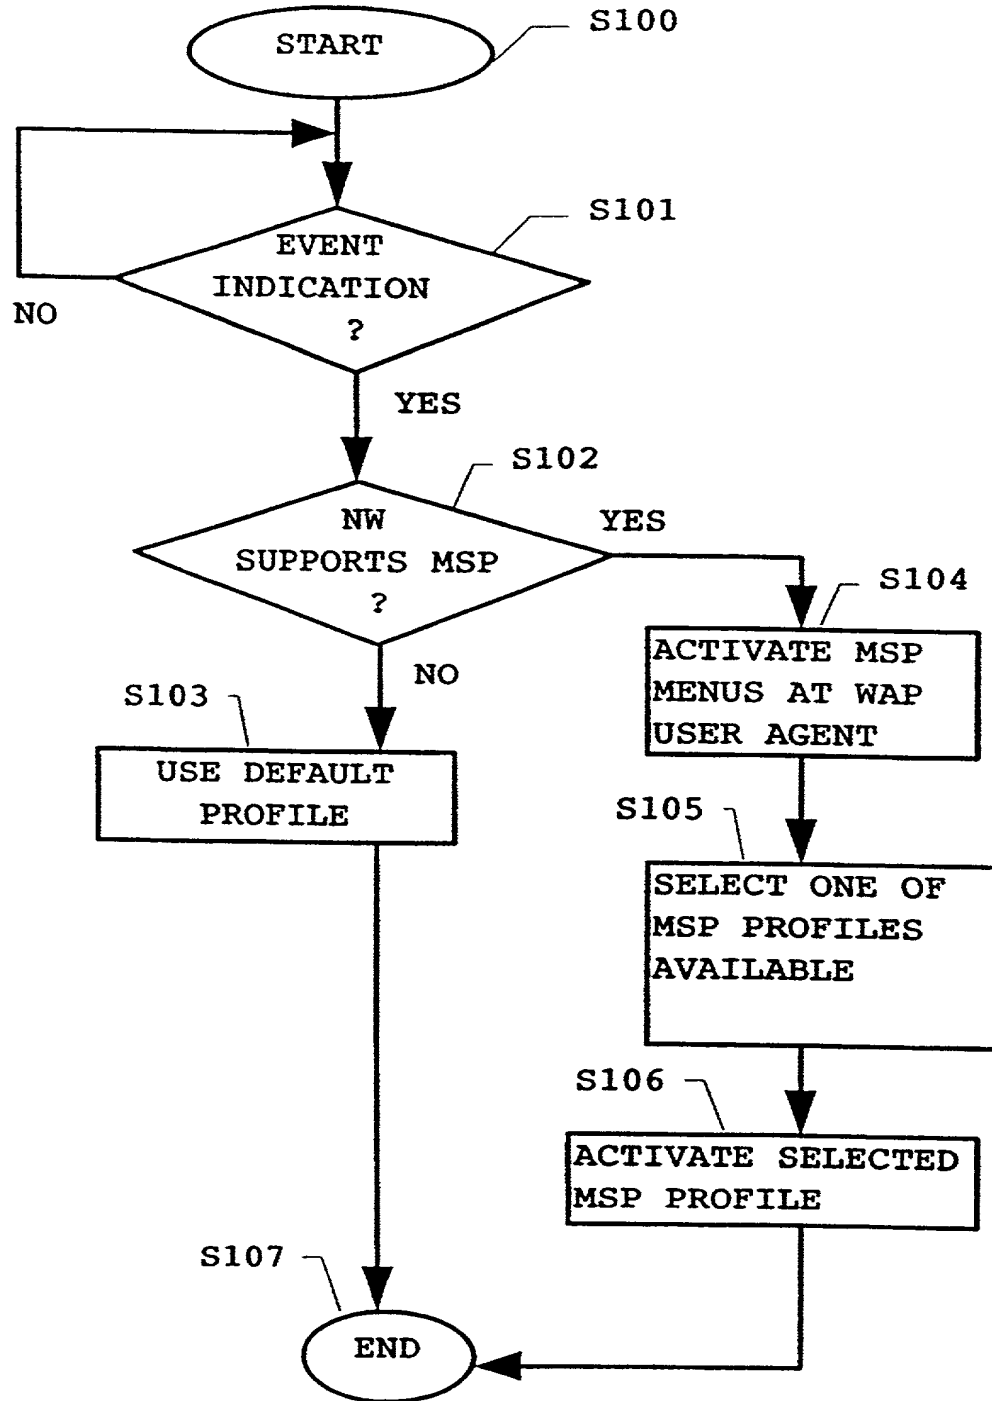 START
S100
S101
EVENT
INDICATION
?
NO
YES
S102
NW
SUPPORTS MSP
?
YES
NO
S103
USE DEFAULT
PROFILE
S104
ACTIVATE MSP
MENUS AT WAP
USER AGENT
S105
SELECT ONE OF
MSP PROFILES
AVAILABLE
S106
ACTIVATE SELECTED
MSP PROFILE
S107
END